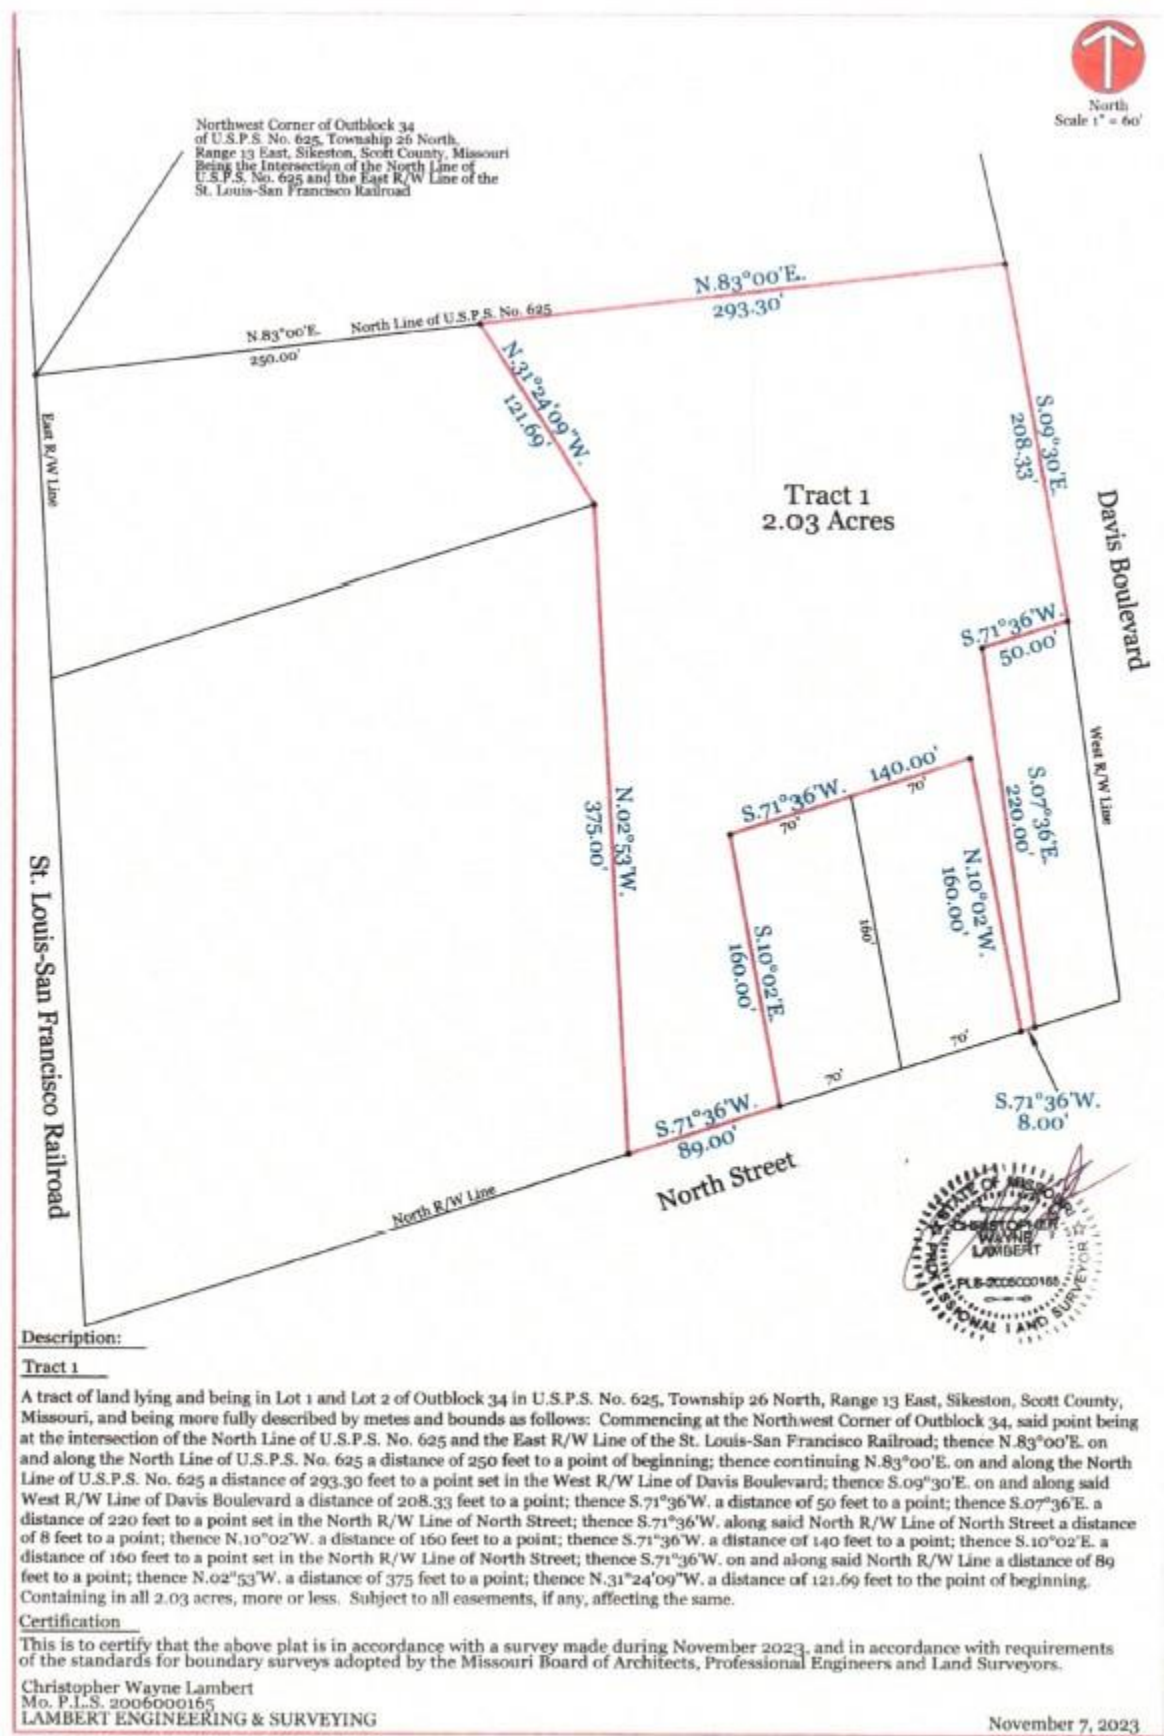 North
Scale 1" = 60'
Northwest Corner of Outblock 34
of U.S.P.S. No. 625, Township 26 North,
Range 13 East, Sikeston, Scott County, Missouri
Being the Intersection of the North Line of
U.S.P.S. No. 625 and the East R/W Line of the
St. Louis-San Francisco Railroad
N.83°00'E.
293.30'
N.83°00'E.
250.00'
North Line of U.S.P.S. No. 625
N.31°24'09"W.
121.69'
East R/W Line
S.09°30'E.
208.33'
Tract 1
2.03 Acres
Davis Boulevard
S.71°36'W.
50.00'
West R/W Line
S.71°36'W.
140.00'
70'
70'
N.02°53'W.
375.00'
S.07°36'E.
220.00'
N.10°02'W.
160.00'
160'
S.10°02'E.
160.00'
St. Louis-San Francisco Railroad
70'
70'
S.71°36'W.
8.00'
S.71°36'W.
89.00'
North Street
North R/W Line
STATE OF MISSOURI
CHRISTOPHER
WAYNE
LAMBERT
SURVEYOR
Description:
Tract 1
A tract of land lying and being in Lot 1 and Lot 2 of Outblock 34 in U.S.P.S. No. 625, Township 26 North, Range 13 East, Sikeston, Scott County,
Missouri, and being more fully described by metes and bounds as follows: Commencing at the Northwest Corner of Outblock 34, said point being
at the intersection of the North Line of U.S.P.S. No. 625 and the East R/W Line of the St. Louis-San Francisco Railroad; thence N.83°00'E. on
and along the North Line of U.S.P.S. No. 625 a distance of 250 feet to a point of beginning; thence continuing N.83°00'E. on and along the North
Line of U.S.P.S. No. 625 a distance of 293.30 feet to a point set in the West R/W Line of Davis Boulevard; thence S.09°30'E. on and along said
West R/W Line of Davis Boulevard a distance of 208.33 feet to a point; thence S.71°36'W. a distance of 50 feet to a point; thence S.07°36'E. a
distance of 220 feet to a point set in the North R/W Line of North Street; thence S.71°36'W. along said North R/W Line of North Street a distance
of 8 feet to a point; thence N.10°02'W. a distance of 160 feet to a point; thence S.71°36'W. a distance of 140 feet to a point; thence S.10°02'E. a
distance of 160 feet to a point set in the North R/W Line of North Street; thence S.71°36'W. on and along said North R/W Line a distance of 89
feet to a point; thence N.02°53'W. a distance of 375 feet to a point; thence N.31°24'09"W. a distance of 121.69 feet to the point of beginning.
Containing in all 2.03 acres, more or less. Subject to all easements, if any, affecting the same.
Certification
This is to certify that the above plat is in accordance with a survey made during November 2023, and in accordance with requirements
of the standards for boundary surveys adopted by the Missouri Board of Architects, Professional Engineers and Land Surveyors.
Christopher Wayne Lambert
Mo. P.L.S. 2006000165
LAMBERT ENGINEERING & SURVEYING
November 7, 2023